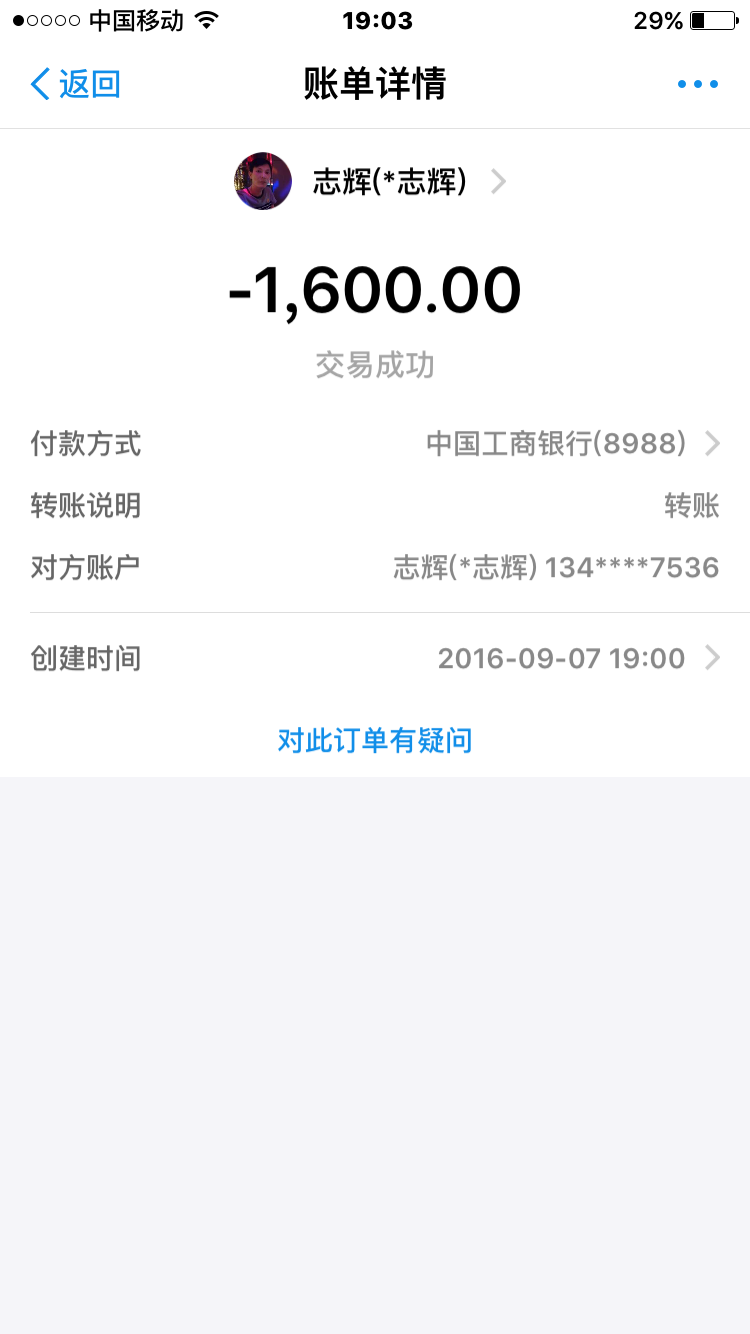 中国移动 19:03 29%
返回 账单详情
志辉(*志辉)
-1,600.00
交易成功
付款方式 中国工商银行(8988)
转账说明 转账
对方账户 志辉(*志辉) 134****7536
创建时间 2016-09-07 19:00
对此订单有疑问